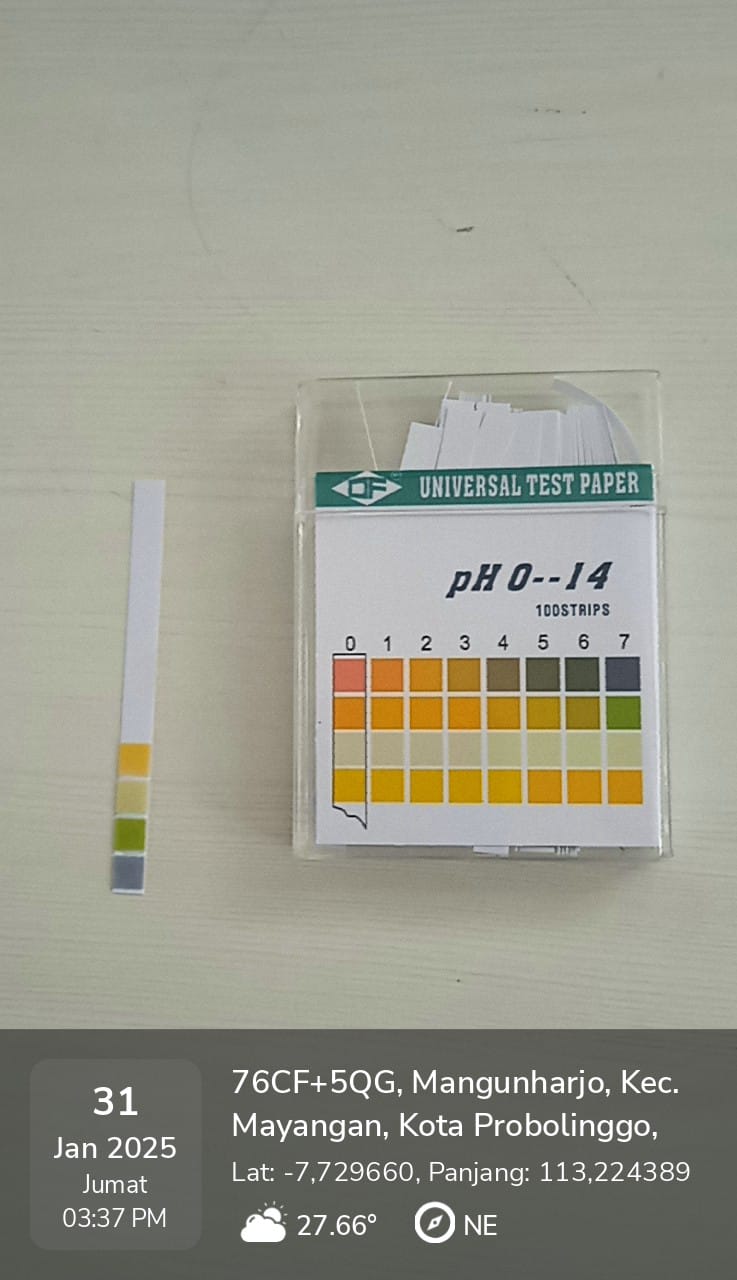 DF UNIVERSAL TEST PAPER
pH 0--14
100STRIPS
0 1 2 3 4 5 6 7
31
Jan 2025
Jumat
03:37 PM
76CF+5QG, Mangunharjo, Kec.
Mayangan, Kota Probolinggo,
Lat: -7,729660, Panjang: 113,224389
27.66° NE